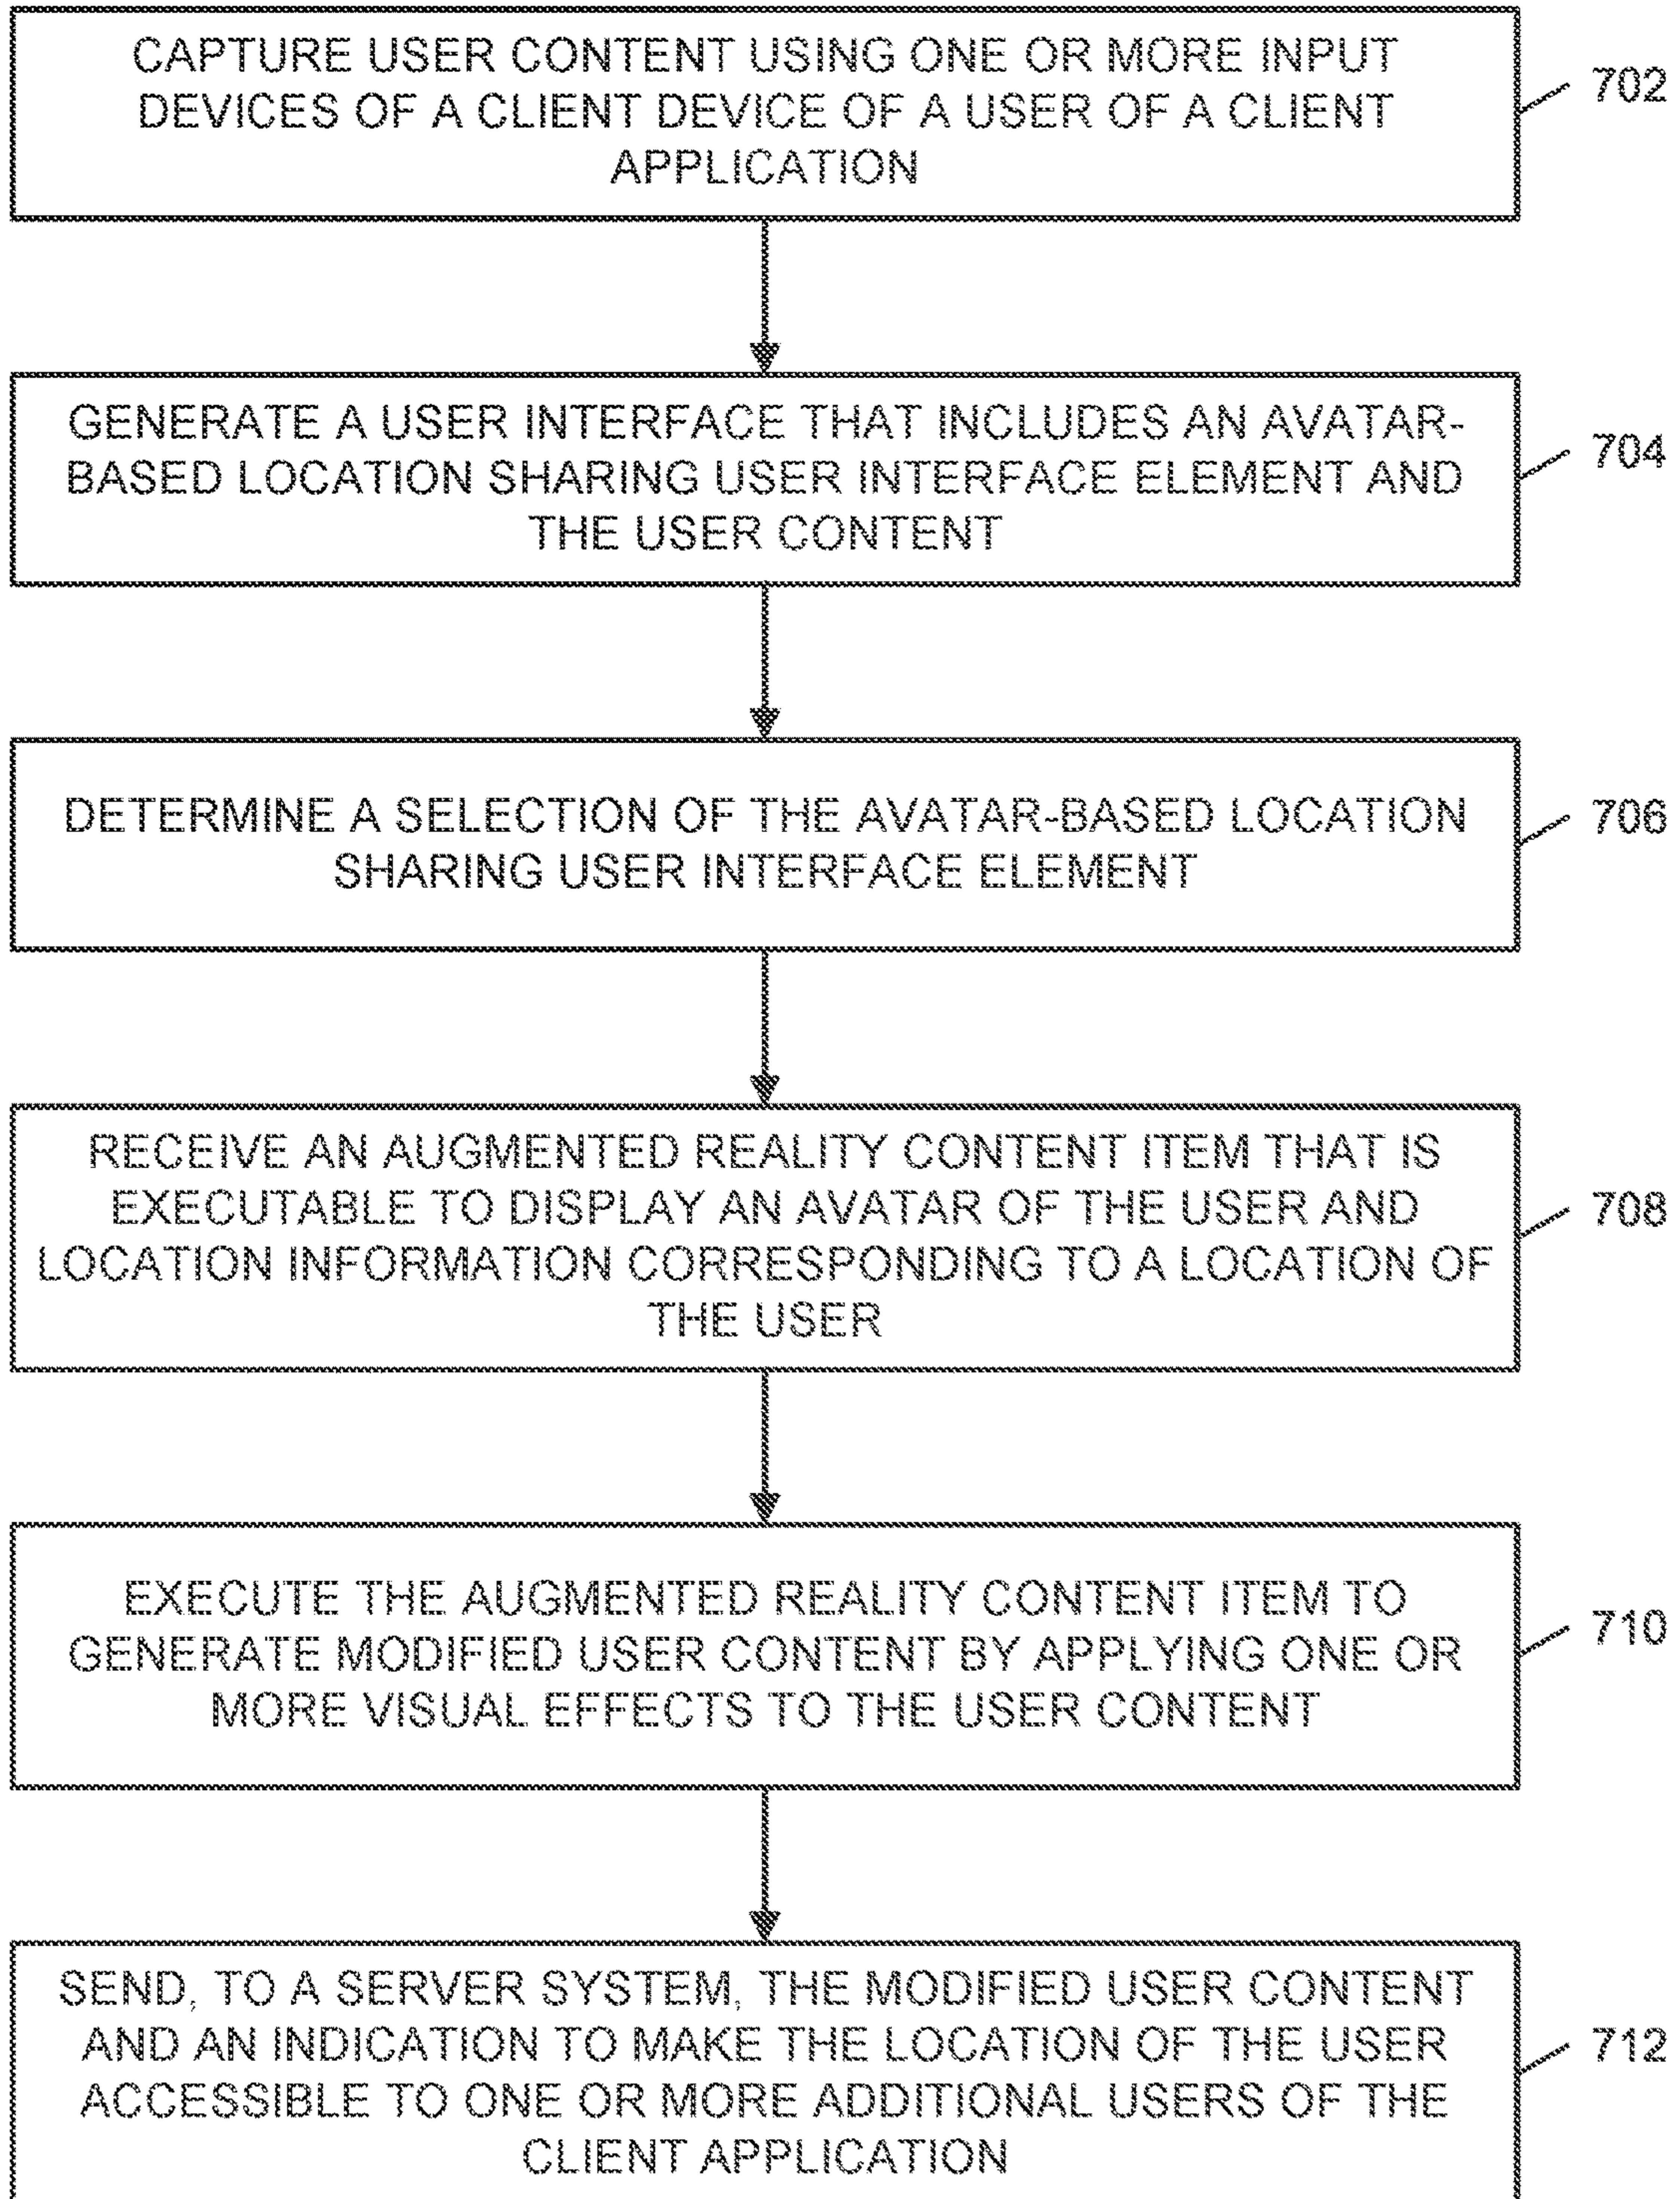 CAPTURE USER CONTENT USING ONE OR MORE INPUT
DEVICES OF A CLIENT DEVICE OF A USER OF A CLIENT
APPLICATION
702
GENERATE A USER INTERFACE THAT INCLUDES AN AVATAR-
BASED LOCATION SHARING USER INTERFACE ELEMENT AND
THE USER CONTENT
704
DETERMINE A SELECTION OF THE AVATAR-BASED LOCATION
SHARING USER INTERFACE ELEMENT
706
RECEIVE AN AUGMENTED REALITY CONTENT ITEM THAT IS
EXECUTABLE TO DISPLAY AN AVATAR OF THE USER AND
LOCATION INFORMATION CORRESPONDING TO A LOCATION OF
THE USER
708
EXECUTE THE AUGMENTED REALITY CONTENT ITEM TO
GENERATE MODIFIED USER CONTENT BY APPLYING ONE OR
MORE VISUAL EFFECTS TO THE USER CONTENT
710
SEND, TO A SERVER SYSTEM, THE MODIFIED USER CONTENT
AND AN INDICATION TO MAKE THE LOCATION OF THE USER
ACCESSIBLE TO ONE OR MORE ADDITIONAL USERS OF THE
CLIENT APPLICATION
712